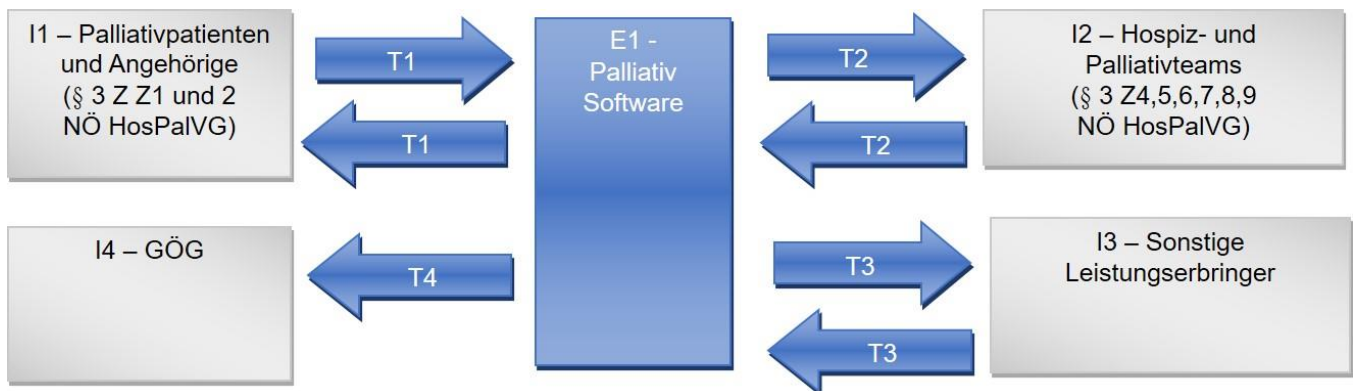 I1 – Palliativpatienten
und Angehörige
(§ 3 Z Z1 und 2
NÖ HosPalVG)
T1
T1
E1 -
Palliativ
Software
T2
T2
I2 – Hospiz- und
Palliativteams
(§ 3 Z4,5,6,7,8,9
NÖ HosPalVG)
I4 – GÖG
T4
T3
T3
I3 – Sonstige
Leistungserbringer